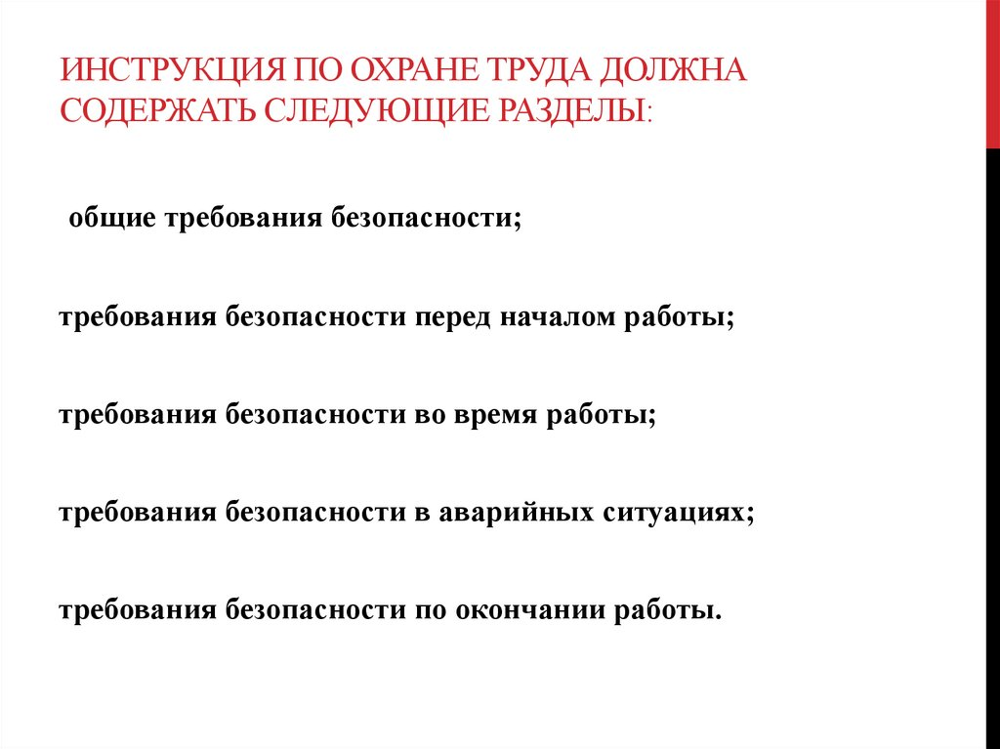 ИНСТРУКЦИЯ ПО ОХРАНЕ ТРУДА ДОЛЖНА
СОДЕРЖАТЬ СЛЕДУЮЩИЕ РАЗДЕЛЫ:
общие требования безопасности;
требования безопасности перед началом работы;
требования безопасности во время работы;
требования безопасности в аварийных ситуациях;
требования безопасности по окончании работы.